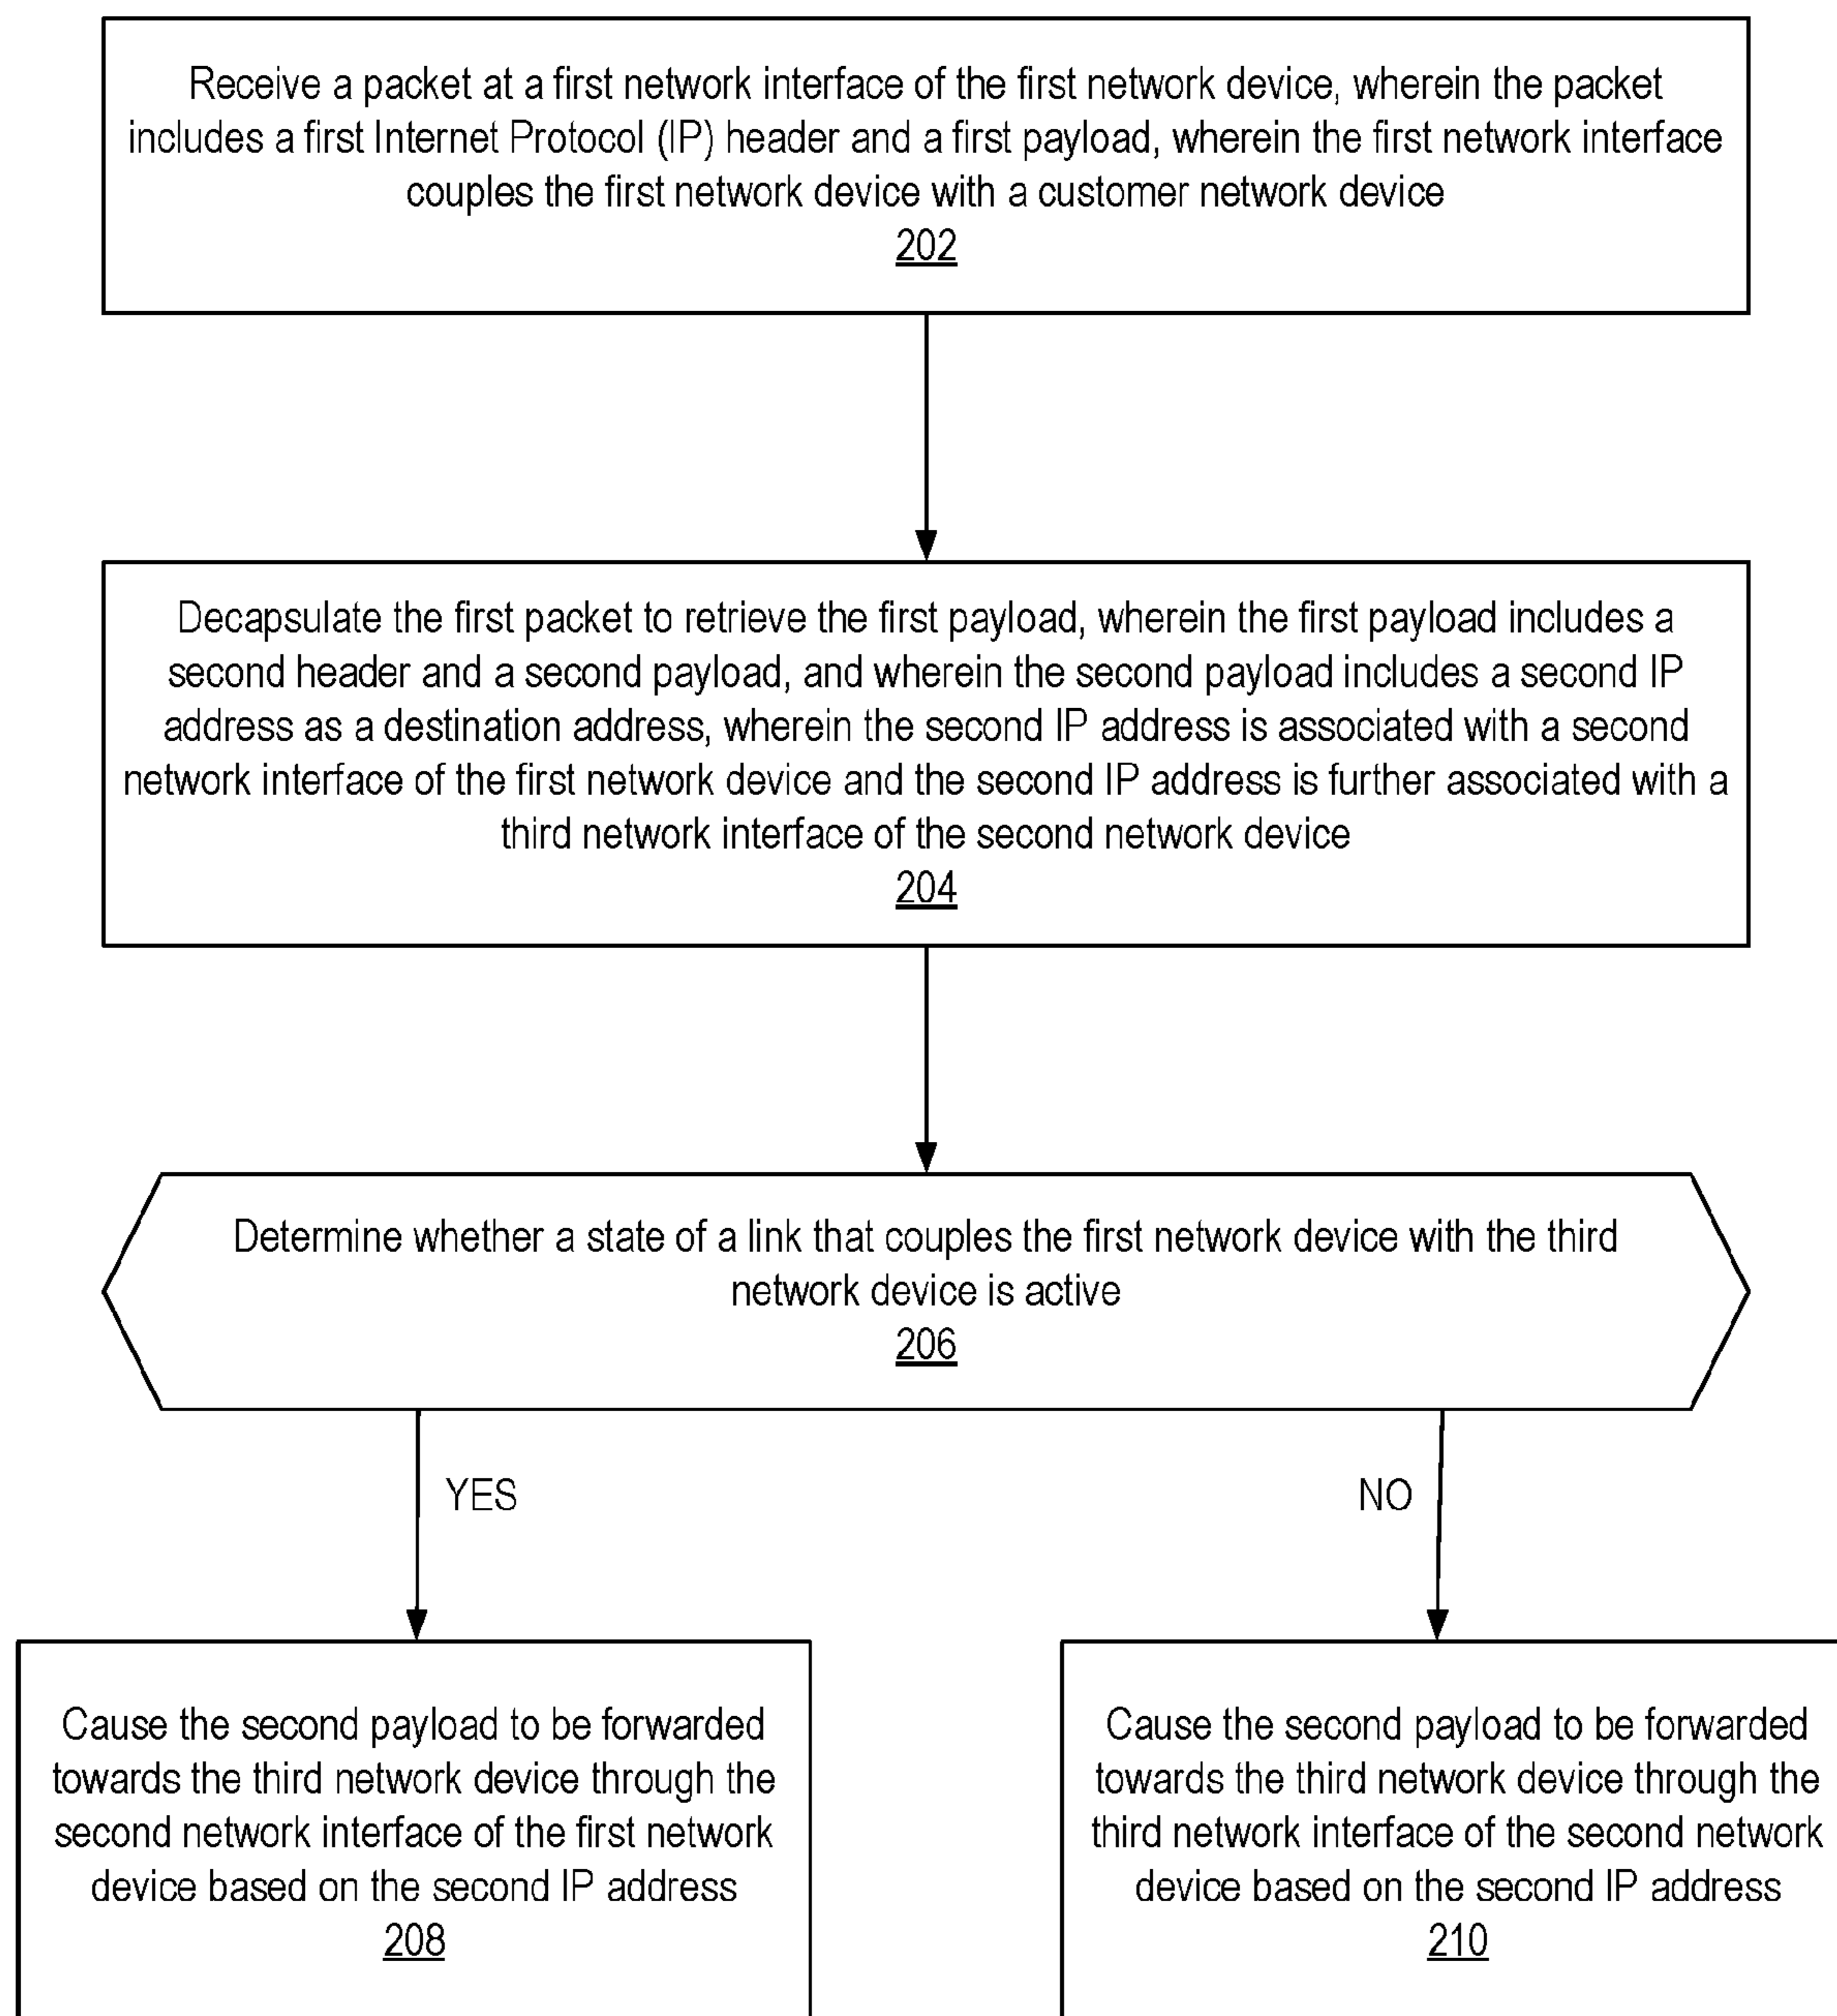 Receive a packet at a first network interface of the first network device, wherein the packet
includes a first Internet Protocol (IP) header and a first payload, wherein the first network interface
couples the first network device with a customer network device
202
Decapsulate the first packet to retrieve the first payload, wherein the first payload includes a
second header and a second payload, and wherein the second payload includes a second IP
address as a destination address, wherein the second IP address is associated with a second
network interface of the first network device and the second IP address is further associated with a
third network interface of the second network device
204
Determine whether a state of a link that couples the first network device with the third
network device is active
206
YES
NO
Cause the second payload to be forwarded
towards the third network device through the
second network interface of the first network
device based on the second IP address
208
Cause the second payload to be forwarded
towards the third network device through the
third network interface of the second network
device based on the second IP address
210